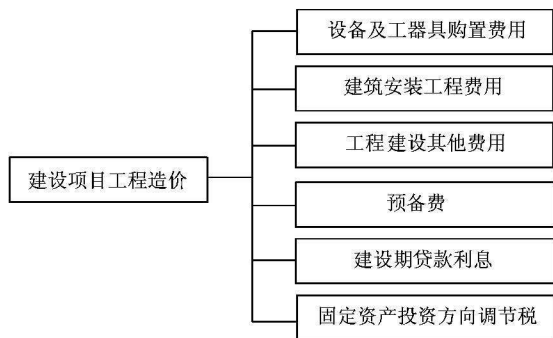 设备及工器具购置费用
建筑安装工程费用
工程建设其他费用
建设项目工程造价
预备费
建设期贷款利息
固定资产投资方向调节税